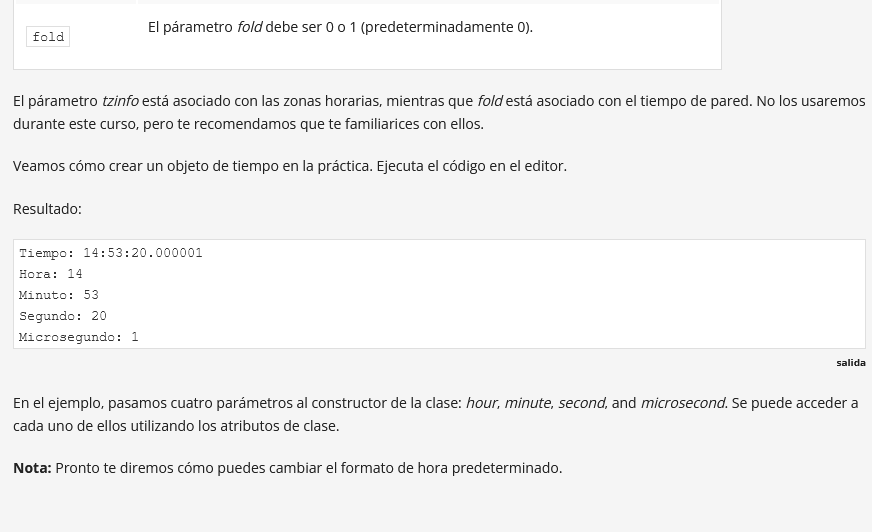 fold
El párametro fold debe ser 0 o 1 (predeterminadamente 0).
El párametro tzinfo está asociado con las zonas horarias, mientras que fold está asociado con el tiempo de pared. No los usaremos
durante este curso, pero te recomendamos que te familiarices con ellos.
Veamos cómo crear un objeto de tiempo en la práctica. Ejecuta el código en el editor.
Resultado:
Tiempo: 14:53:20.000001
Hora: 14
Minuto: 53
Segundo: 20
Microsegundo: 1
salida
En el ejemplo, pasamos cuatro parámetros al constructor de la clase: hour, minute, second, and microsecond. Se puede acceder a
cada uno de ellos utilizando los atributos de clase.
Nota: Pronto te diremos cómo puedes cambiar el formato de hora predeterminado.